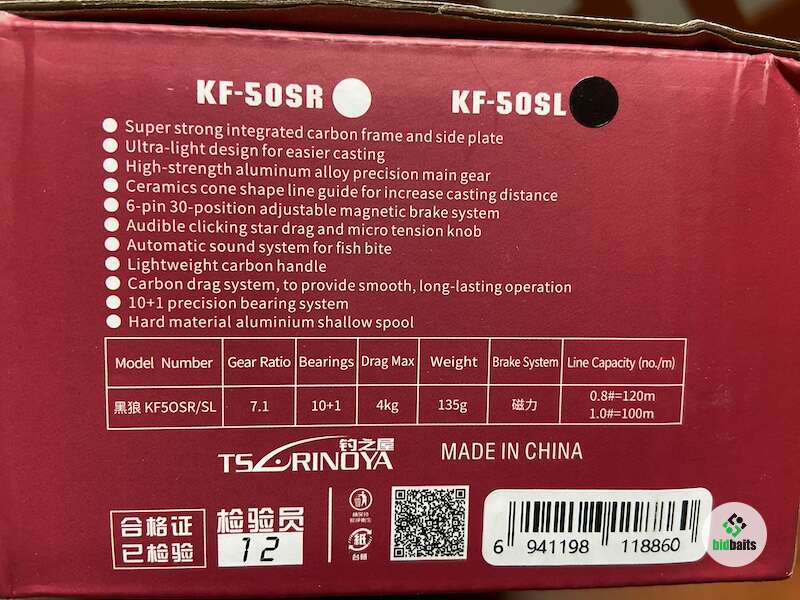 KF-50SR KF-50SL
Super strong integrated carbon frame and side plate
Ultra-light design for easier casting
High-strength aluminum alloy precision main gear
Ceramics cone shape line guide for increase casting distance
6-pin 30-position adjustable magnetic brake system
Audible clicking star drag and micro tension knob
Automatic sound system for fish bite
Lightweight carbon handle
Carbon drag system, to provide smooth, long-lasting operation
10+1 precision bearing system
Hard material aluminium shallow spool
Model Number Gear Ratio Bearings Drag Max Weight Brake System Line Capacity (no./m)
黑狼 KF50SR/SL 7.1 10+1 4kg 135g 磁力 0.8#=120m
1.0#=100m
钓之屋
TSURINOYA MADE IN CHINA
合格证
已检验
检验员
12
紙
台格
6 941198 118860
bidbaits